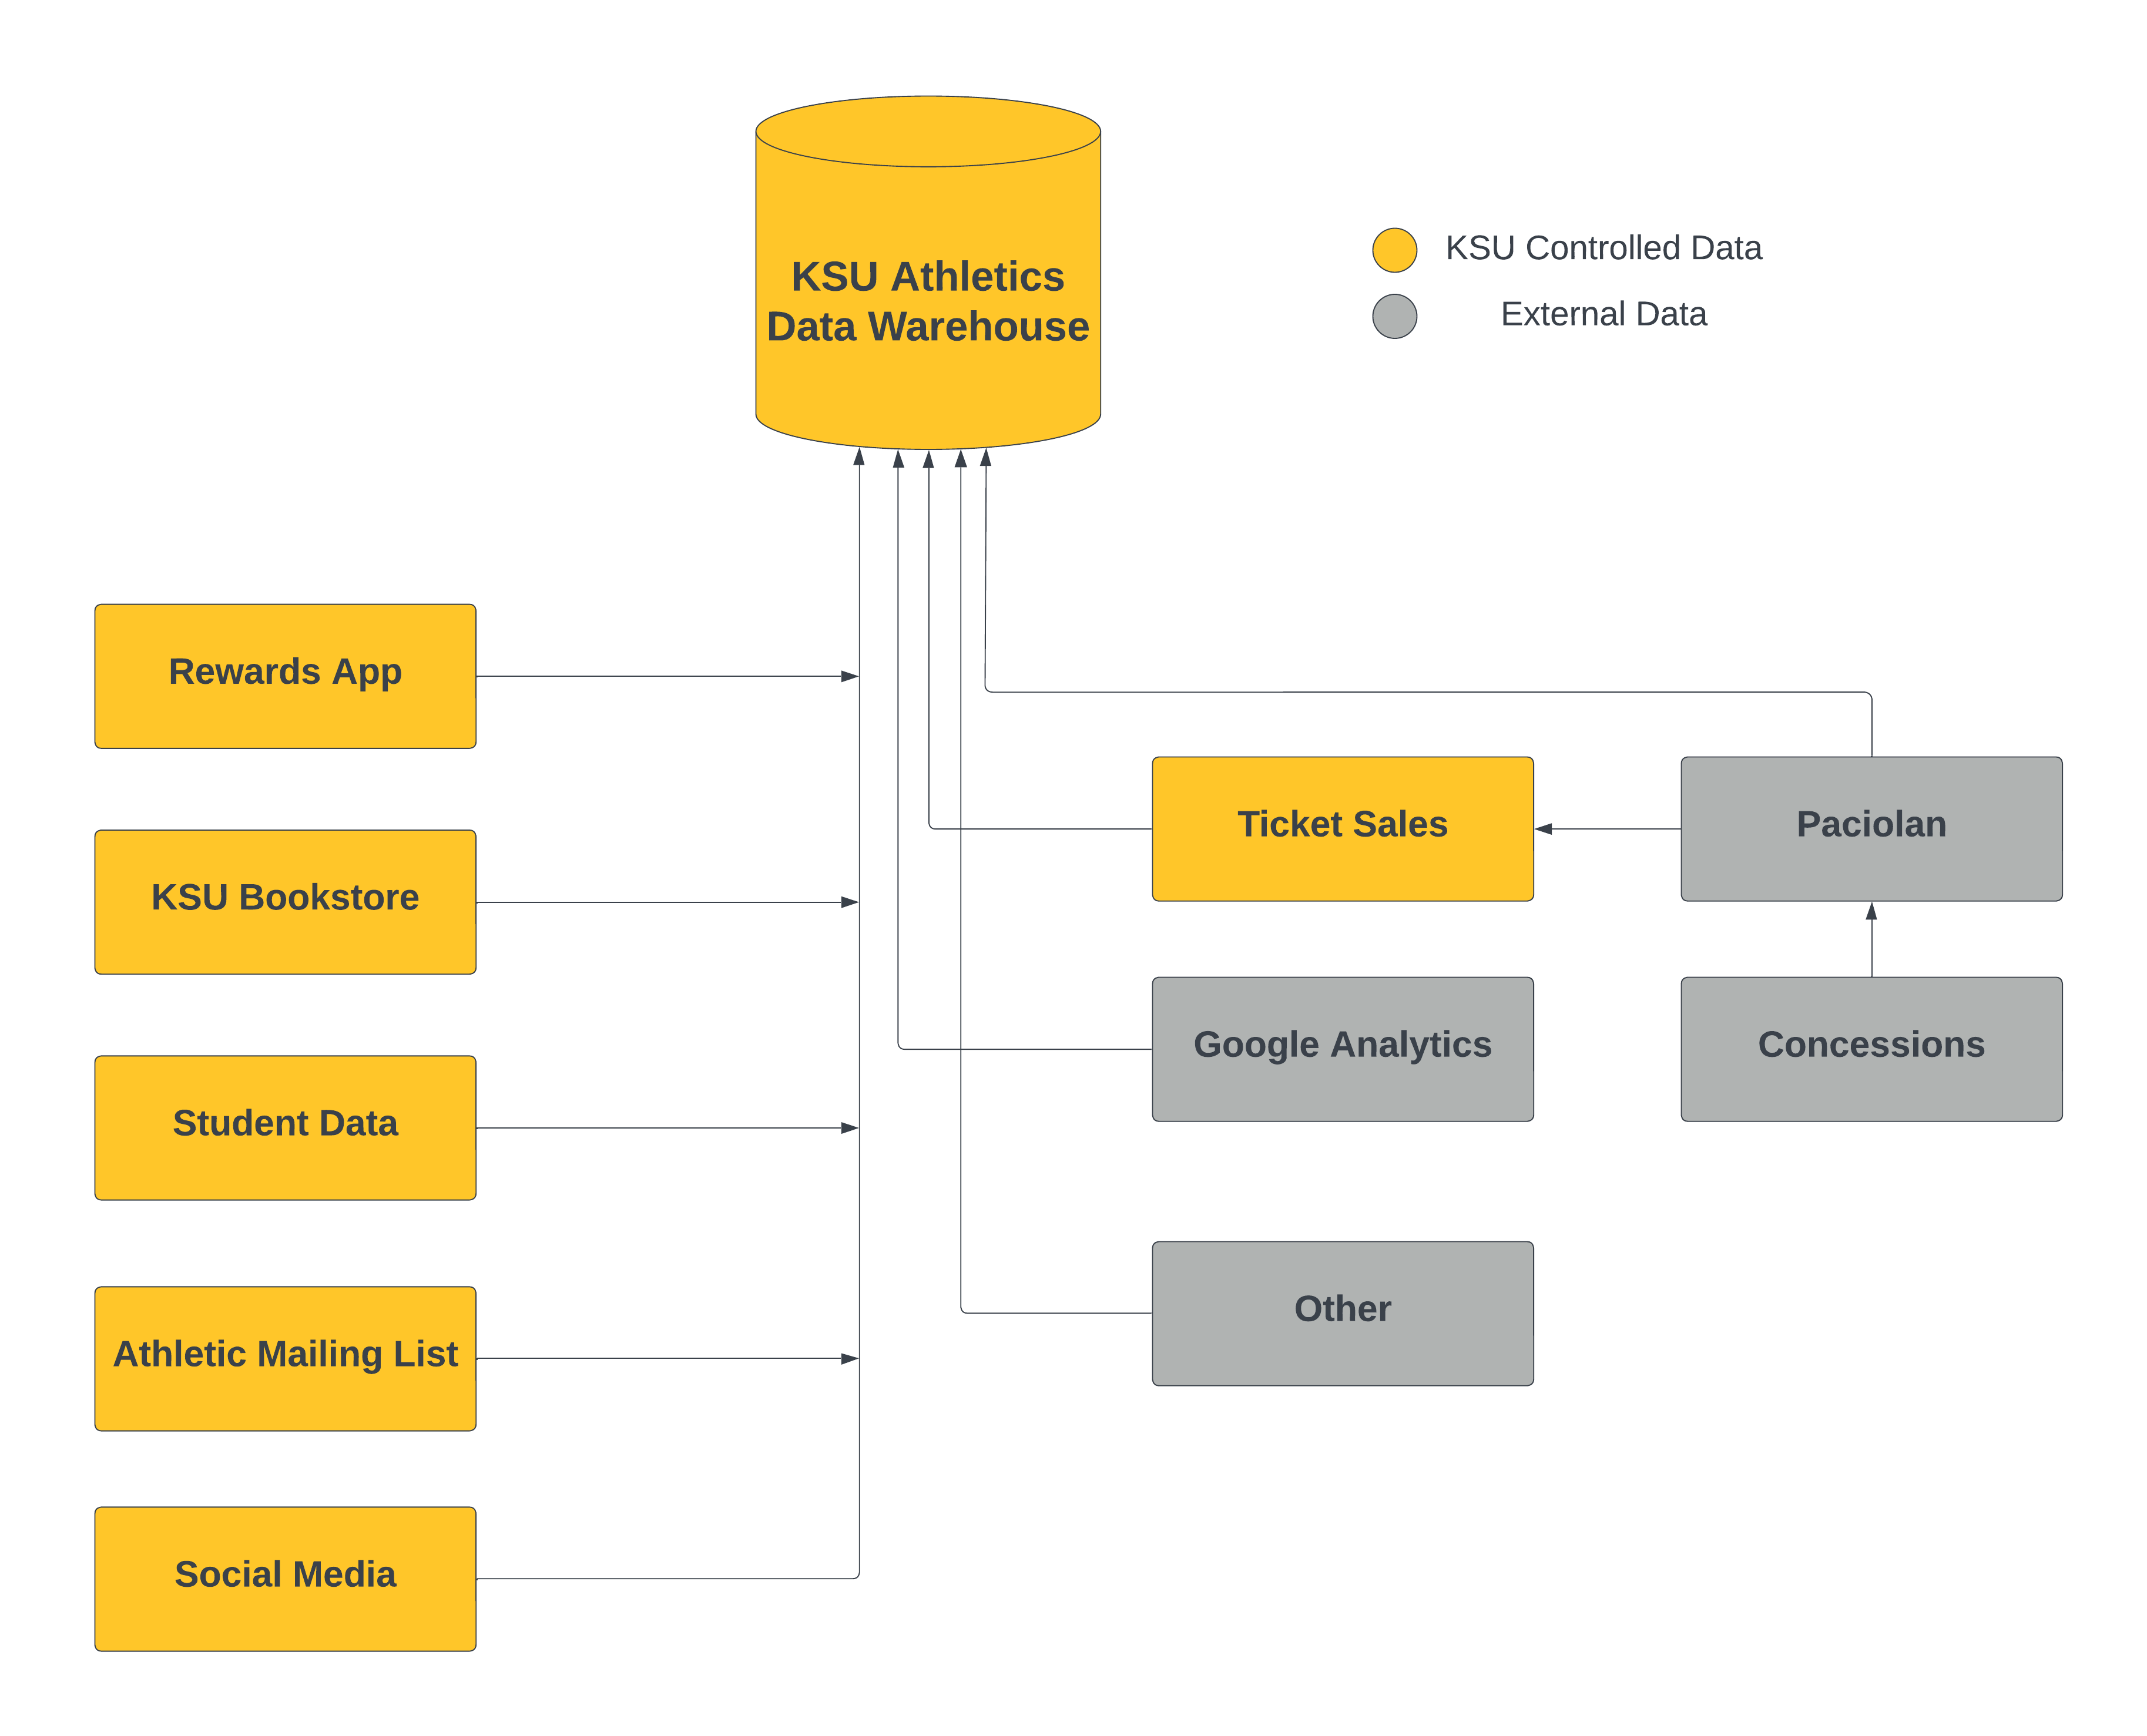 KSU Athletics
Data Warehouse
KSU Controlled Data
External Data
Rewards App
KSU Bookstore
Student Data
Athletic Mailing List
Social Media
Ticket Sales
Paciolan
Google Analytics
Concessions
Other